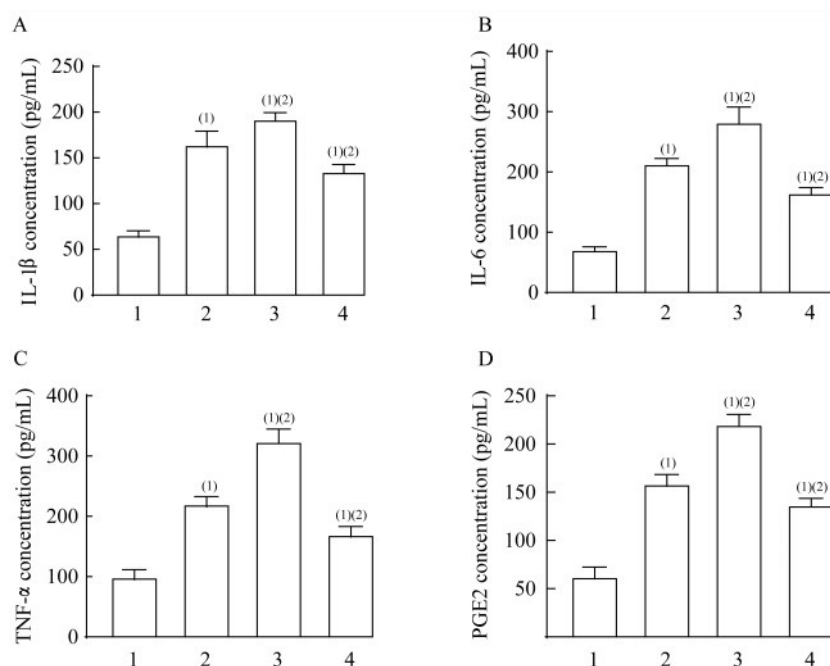 A
IL-1β concentration (pg/mL)
250
200
150
100
50
0
(1)
(1)(2)
(1)(2)
1 2 3 4
B
IL-6 concentration (pg/mL)
400
300
200
100
0
(1)
(1)(2)
(1)(2)
1 2 3 4
C
TNF-α concentration (pg/mL)
400
300
200
100
0
(1)
(1)(2)
(1)(2)
1 2 3 4
D
PGE2 concentration (pg/mL)
250
200
150
100
50
(1)
(1)(2)
(1)(2)
1 2 3 4